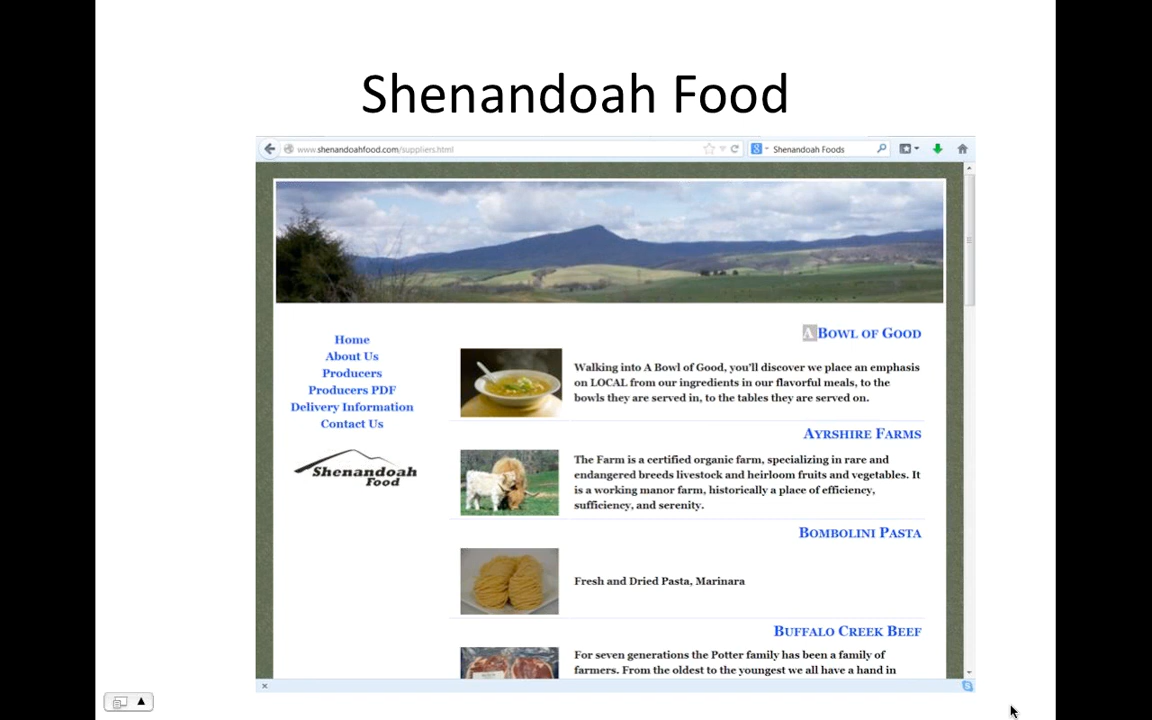 Shenandoah Food
www.shenandoahfood.com/suppliers.html
Shenandoah Foods
Home
About Us
Producers
Producers PDF
Delivery Information
Contact Us
Shenandoah
Food
A Bowl of Good
Walking into A Bowl of Good, you'll discover we place an emphasis
on LOCAL from our ingredients in our flavorful meals, to the
bowls they are served in, to the tables they are served on.
Ayrshire Farms
The Farm is a certified organic farm, specializing in rare and
endangered breeds livestock and heirloom fruits and vegetables. It
is a working manor farm, historically a place of efficiency,
sufficiency, and serenity.
Bombolini Pasta
Fresh and Dried Pasta, Marinara
Buffalo Creek Beef
For seven generations the Potter family has been a family of
farmers. From the oldest to the youngest we all have a hand in